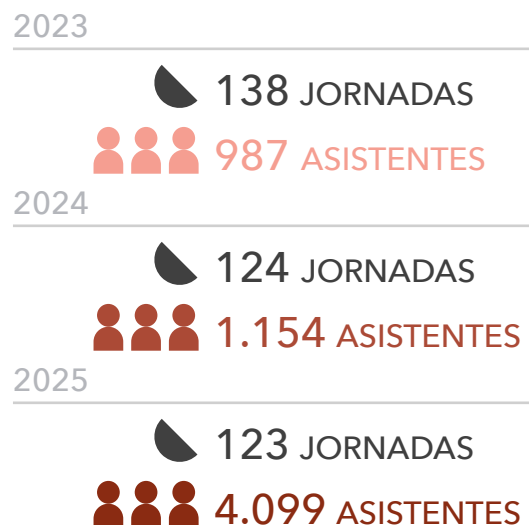 2023
138 JORNADAS
987 ASISTENTES
2024
124 JORNADAS
1.154 ASISTENTES
2025
123 JORNADAS
4.099 ASISTENTES